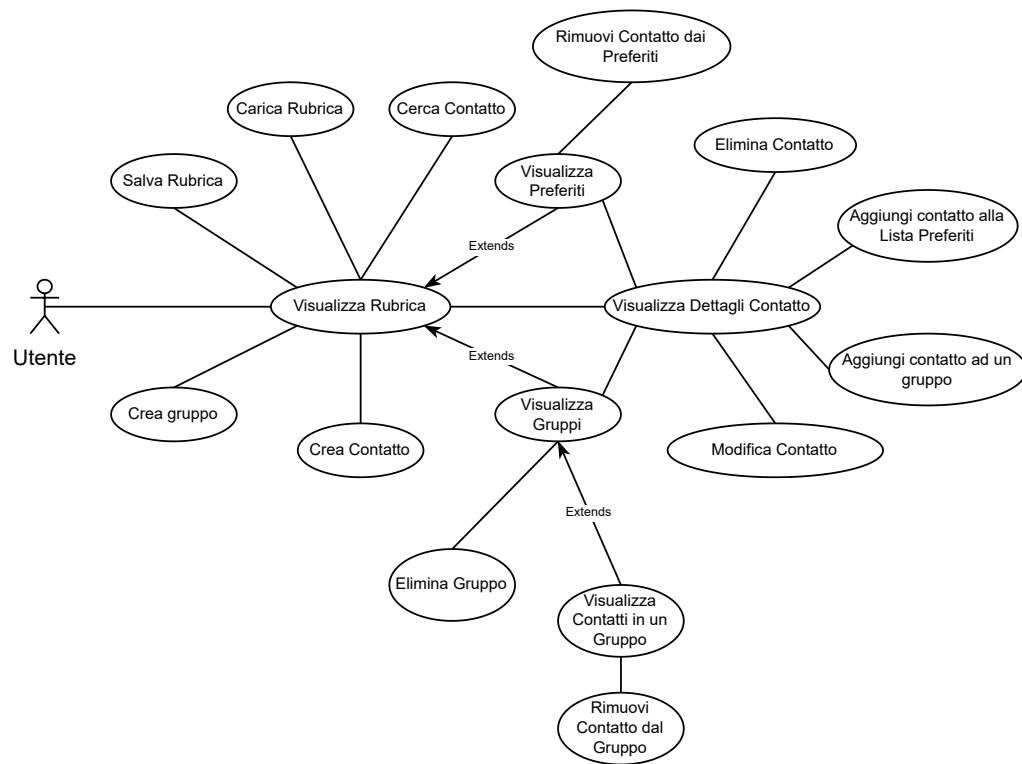 Rimuovi Contatto dai
Preferiti
Carica Rubrica
Cerca Contatto
Elimina Contatto
Salva Rubrica
Visualizza
Preferiti
Aggiungi contatto alla
Lista Preferiti
Extends
Visualizza Rubrica
Visualizza Dettagli Contatto
Utente
Extends
Aggiungi contatto ad un
gruppo
Crea gruppo
Visualizza
Gruppi
Crea Contatto
Modifica Contatto
Extends
Elimina Gruppo
Visualizza
Contatti in un
Gruppo
Rimuovi
Contatto dal
Gruppo